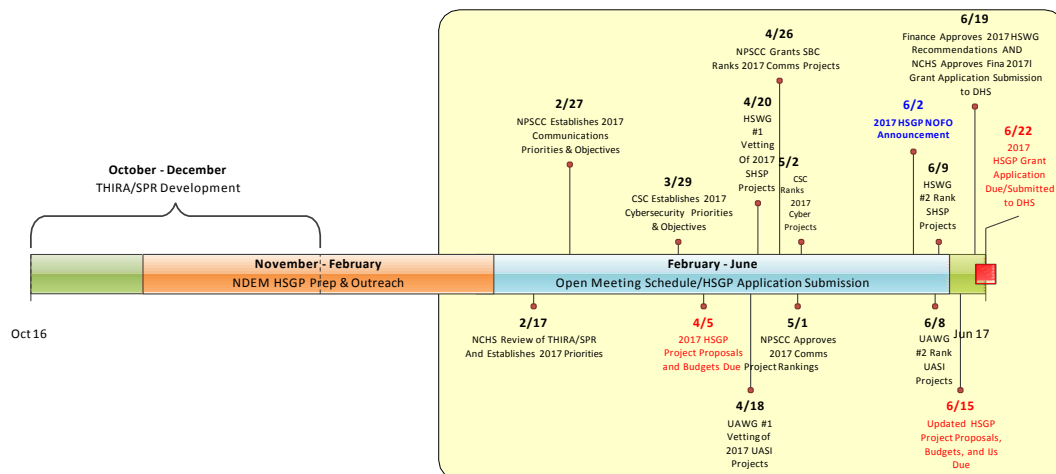 4/26
NPSCC Grants SBC
Ranks 2017 Comms Projects
6/19
Finance Approves 2017 HSWG
Recommendations AND
NCHS Approves Fina 2017l
Grant Application Submission
to DHS
2/27
NPSCC Establishes 2017
Communications
Priorities & Objectives
4/20
HSWG
#1
Vetting
Of 2017
SHSP
Projects
6/2
2017 HSGP NOFO
Announcement
6/22
2017
HSGP Grant
Application
Due/Submitted
to DHS
October - December
THIRA/SPR Development
3/29
CSC Establishes 2017
Cybersecurity Priorities
& Objectives
5/2
CSC
Ranks
2017
Cyber
Projects
6/9
HSWG
#2 Rank
SHSP
Projects
November - February
NDEM HSGP Prep & Outreach
February - June
Open Meeting Schedule/HSGP Application Submission
Oct 16
Jun 17
2/17
NCHS Review of THIRA/SPR
And Establishes 2017 Priorities
4/5
2017 HSGP
Project Proposals
and Budgets Due
5/1
NPSCC Approves
2017 Comms
Project Rankings
6/8
UAWG
#2 Rank
UASI
Projects
4/18
UAWG #1
Vetting of
2017 UASI
Projects
6/15
Updated HSGP
Project Proposals,
Budgets, and IJs
Due